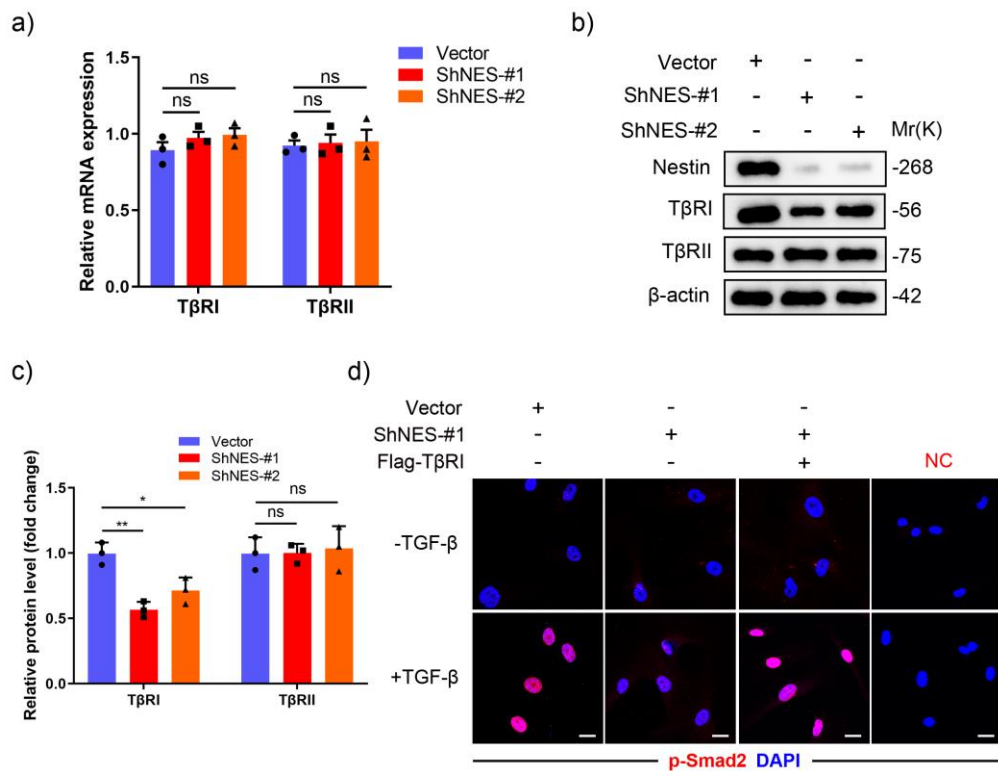 a)
Relative mRNA expression
1.5
1.0
0.5
0.0
ns
ns
ns
ns
TβRI
TβRII
Vector
ShNES-#1
ShNES-#2
b)
Vector + - -
ShNES-#1 - + -
ShNES-#2 - - + Mr(K)
Nestin -268
TβRI -56
TβRII -75
β-actin -42
c)
Vector
ShNES-#1
ShNES-#2
Relative protein level (fold change)
1.5
1.0
0.5
0.0
*
**
ns
ns
TβRI
TβRII
d)
Vector + - -
ShNES-#1 - + +
Flag-TβRI - - + NC
-TGF-β
+TGF-β
p-Smad2 DAPI